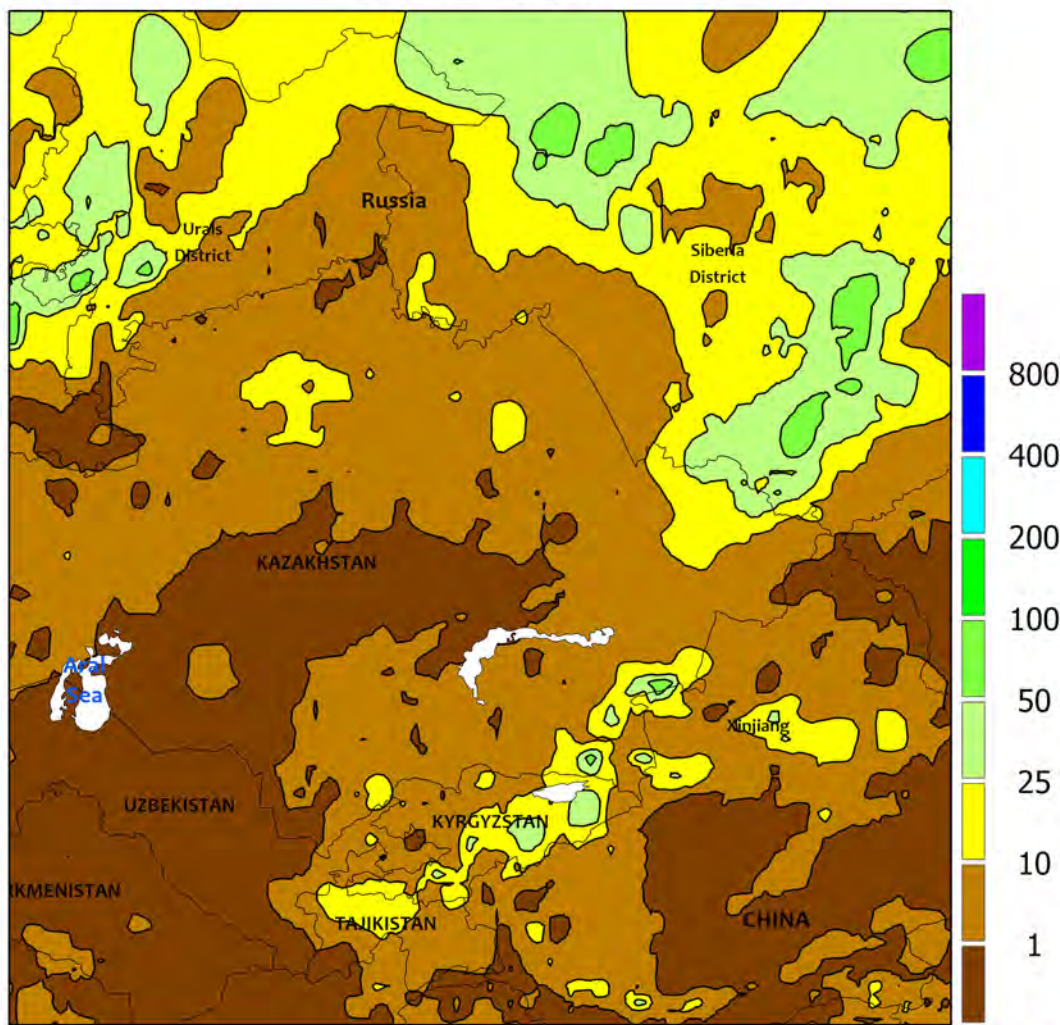 Russia
Urals
District
Siberia
District
800
400
KAZAKHSTAN
200
100
Aral
Sea
50
Xinjiang
25
UZBEKISTAN
KYRGYZSTAN
10
RKMENISTAN
TAJIKISTAN
CHINA
1